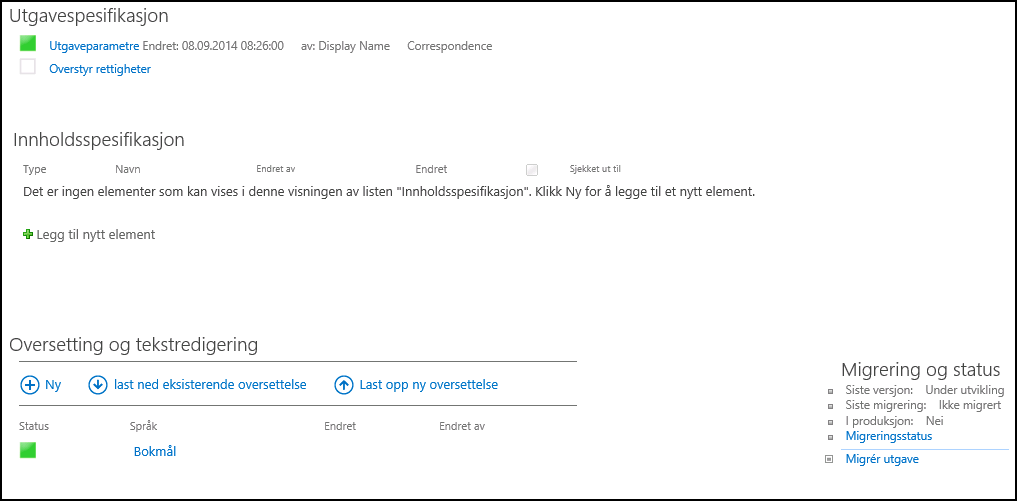 Utgavespesifikasjon
Utgaveparametre Endret: 08.09.2014 08:26:00 av: Display Name Correspondence
Overstyr rettigheter
Innholdsspesifikasjon
Type Navn Endret av Endret Sjekket ut til
Det er ingen elementer som kan vises i denne visningen av listen "Innholdsspesifikasjon". Klikk Ny for å legge til et nytt element.
Legg til nytt element
Oversetting og tekstredigering
Ny last ned eksisterende oversettelse Last opp ny oversettelse
Status Språk Endret Endret av
Bokmål
Migrering og status
Siste versjon: Under utvikling
Siste migrering: Ikke migrert
I produksjon: Nei
Migreringsstatus
Migrér utgave